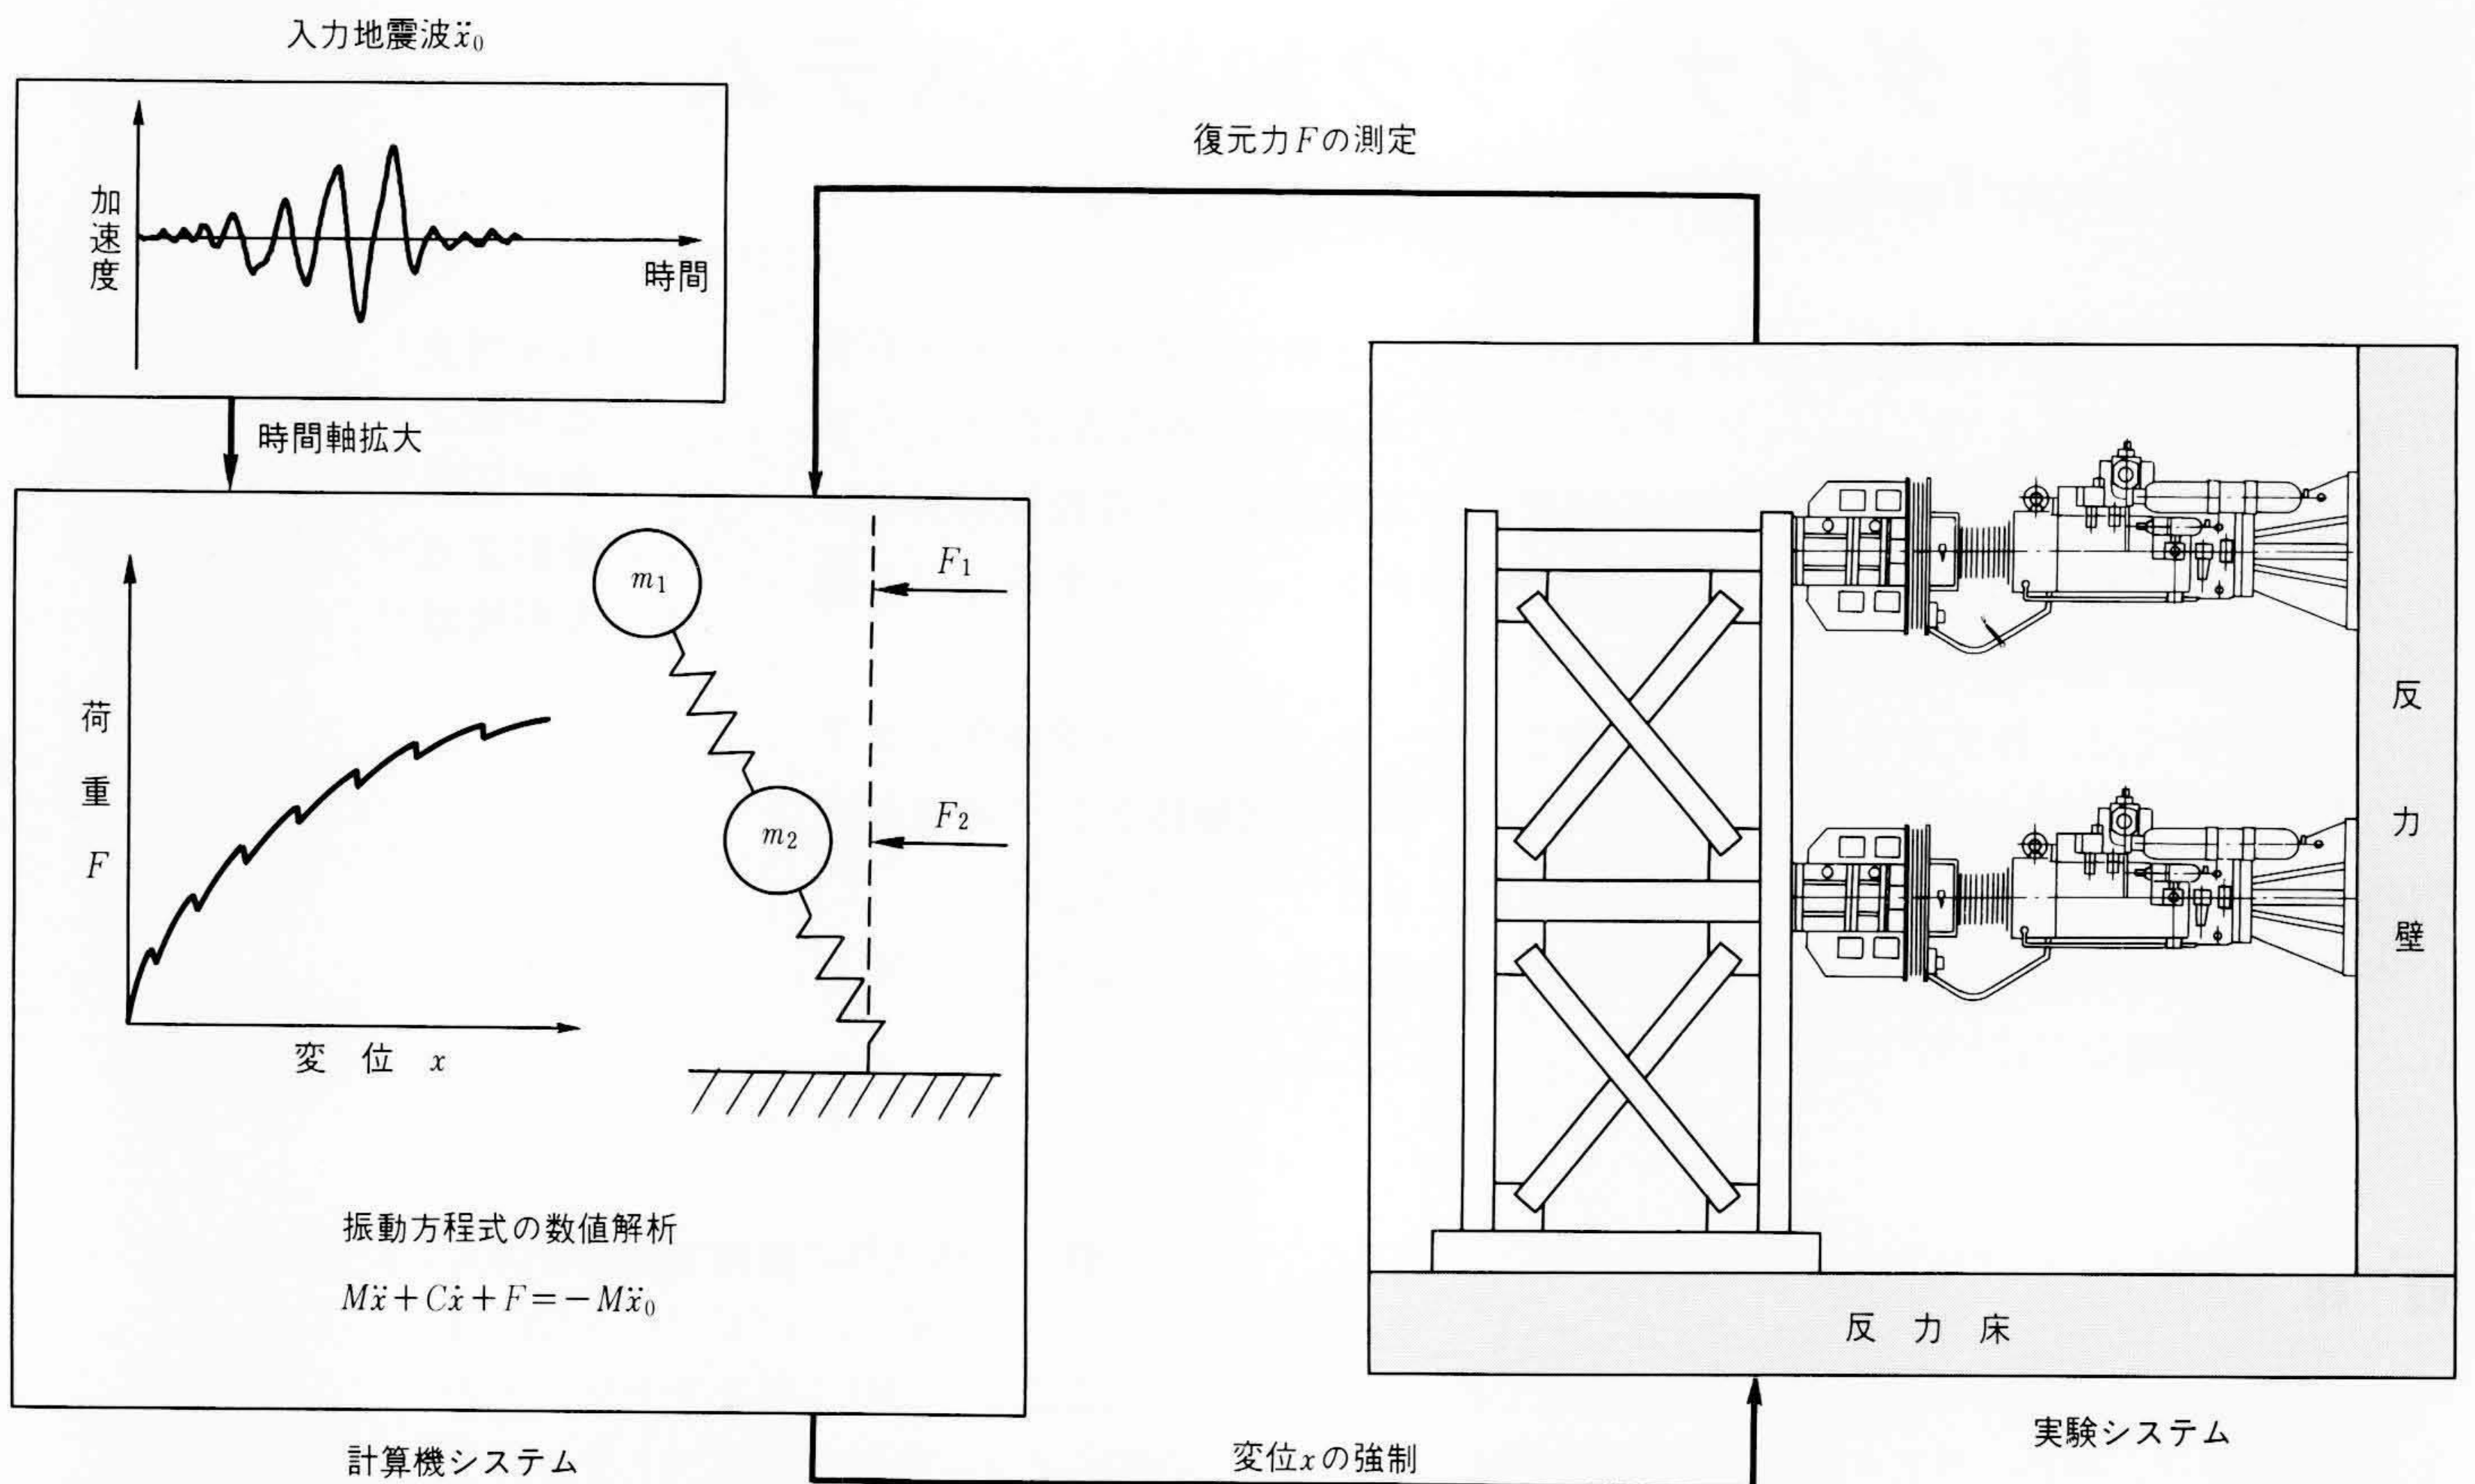 入力地震波ẍ₀
加速度
時間
時間軸拡大
復元力Fの測定
荷重F
変位x
m₁
m₂
F₁
F₂
振動方程式の数値解析
Mẍ+Cẋ+F=−Mẍ₀
計算機システム
変位xの強制
反力壁
反力床
実験システム